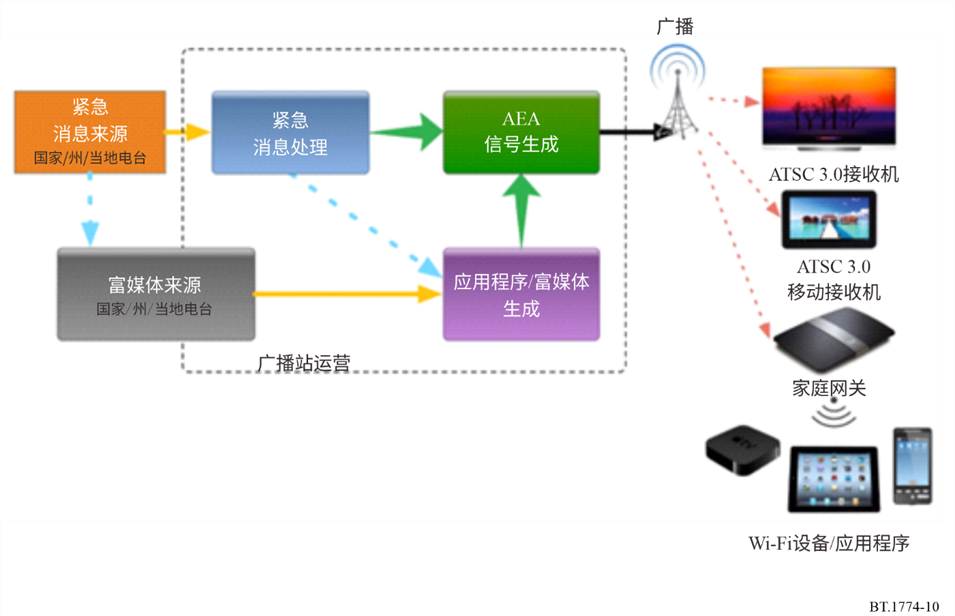 广播
紧急
消息来源
国家/州/当地电台
紧急
消息处理
AEA
信号生成
ATSC 3.0接收机
富媒体来源
国家/州/当地电台
应用程序/富媒体
生成
ATSC 3.0
移动接收机
广播站运营
家庭网关
tv
Wi-Fi设备/应用程序
BT.1774-10